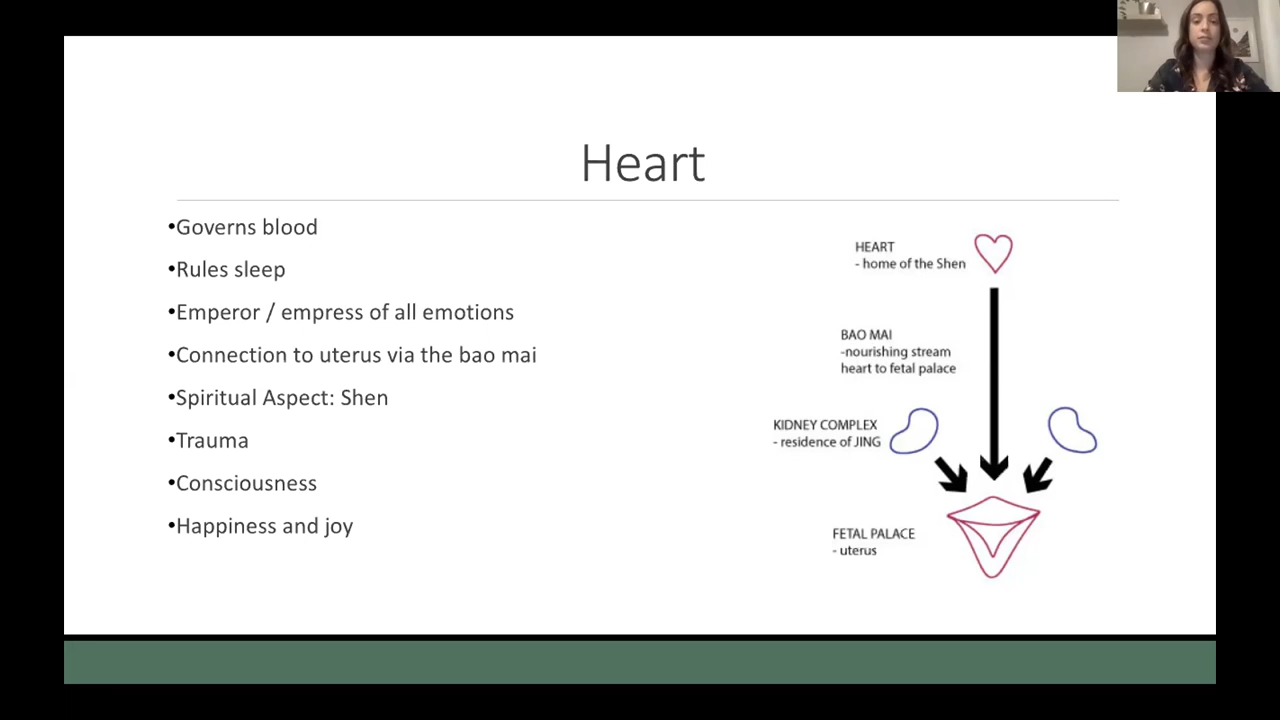 Heart
•Governs blood
•Rules sleep
•Emperor / empress of all emotions
•Connection to uterus via the bao mai
•Spiritual Aspect: Shen
•Trauma
•Consciousness
•Happiness and joy
HEART
- home of the Shen
BAO MAI
-nourishing stream
heart to fetal palace
KIDNEY COMPLEX
- residence of JING
FETAL PALACE
- uterus